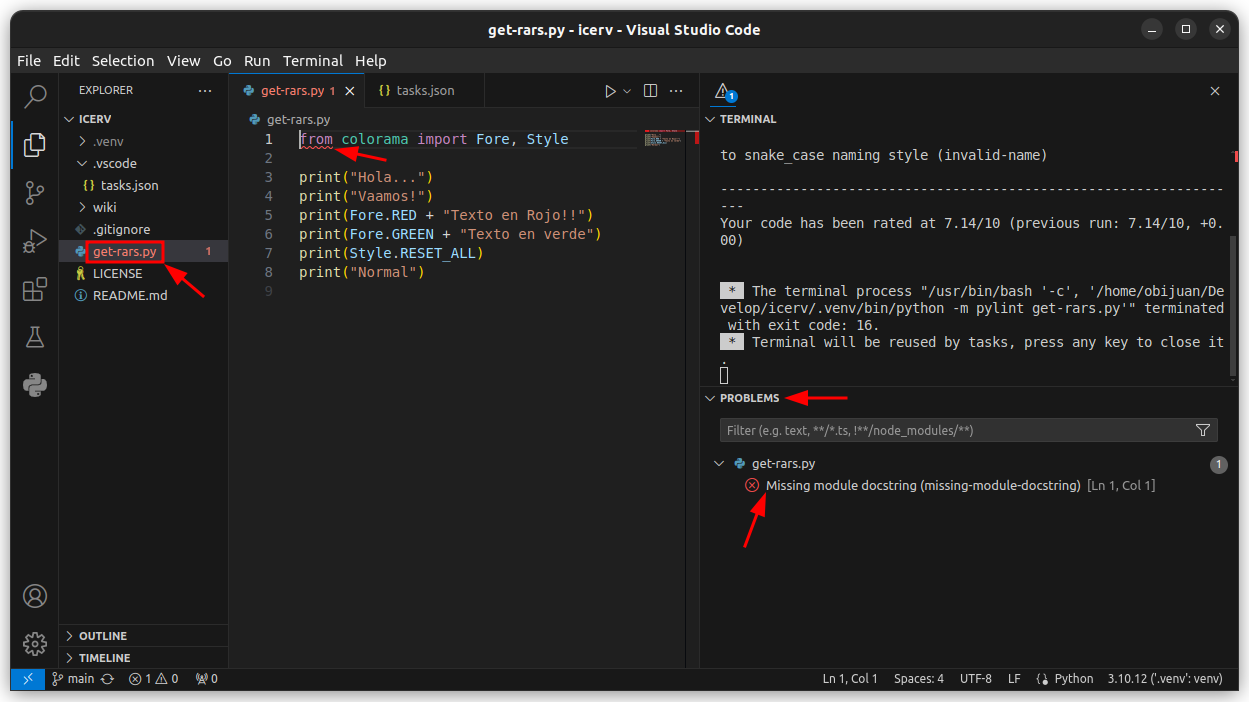 get-rars.py - icerv - Visual Studio Code
File Edit Selection View Go Run Terminal Help
EXPLORER
ICERV
.venv
.vscode
{} tasks.json
wiki
.gitignore
get-rars.py 1
LICENSE
README.md
OUTLINE
TIMELINE
get-rars.py 1
{} tasks.json
get-rars.py
1 from colorama import Fore, Style
2
3 print("Hola...")
4 print("Vaamos!")
5 print(Fore.RED + "Texto en Rojo!!")
6 print(Fore.GREEN + "Texto en verde")
7 print(Style.RESET_ALL)
8 print("Normal")
9
1
TERMINAL
to snake_case naming style (invalid-name)
---------------------------------------------------------------
---
Your code has been rated at 7.14/10 (previous run: 7.14/10, +0.
00)
* The terminal process "/usr/bin/bash '-c', '/home/obijuan/De
velop/icerv/.venv/bin/python -m pylint get-rars.py'" terminated
with exit code: 16.
* Terminal will be reused by tasks, press any key to close it
.
PROBLEMS
Filter (e.g. text, **/*.ts, !**/node_modules/**)
get-rars.py 1
Missing module docstring (missing-module-docstring) [Ln 1, Col 1]
main 1 0 0 Ln 1, Col 1 Spaces: 4 UTF-8 LF Python 3.10.12 ('.venv': venv)